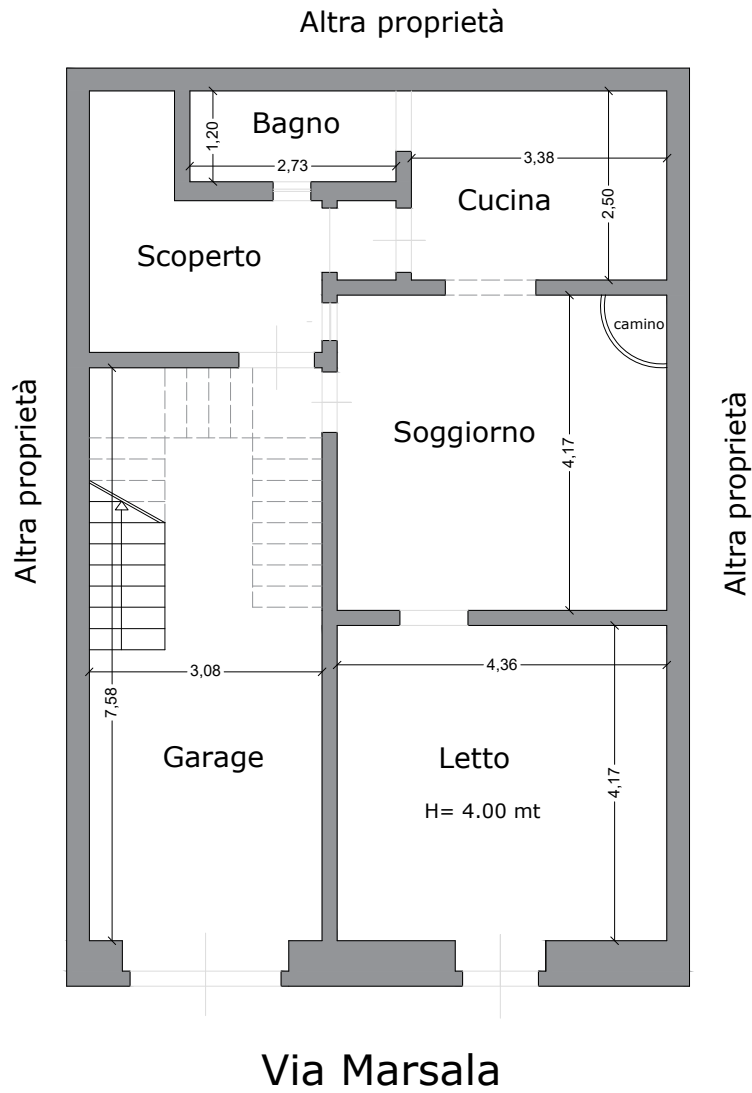 Altra proprietà
Bagno
1,20
2,73
3,38
Cucina
2,50
Scoperto
camino
Altra proprietà
Soggiorno
4,17
Altra proprietà
3,08
4,36
7,58
Garage
Letto
4,17
H= 4.00 mt
Via Marsala